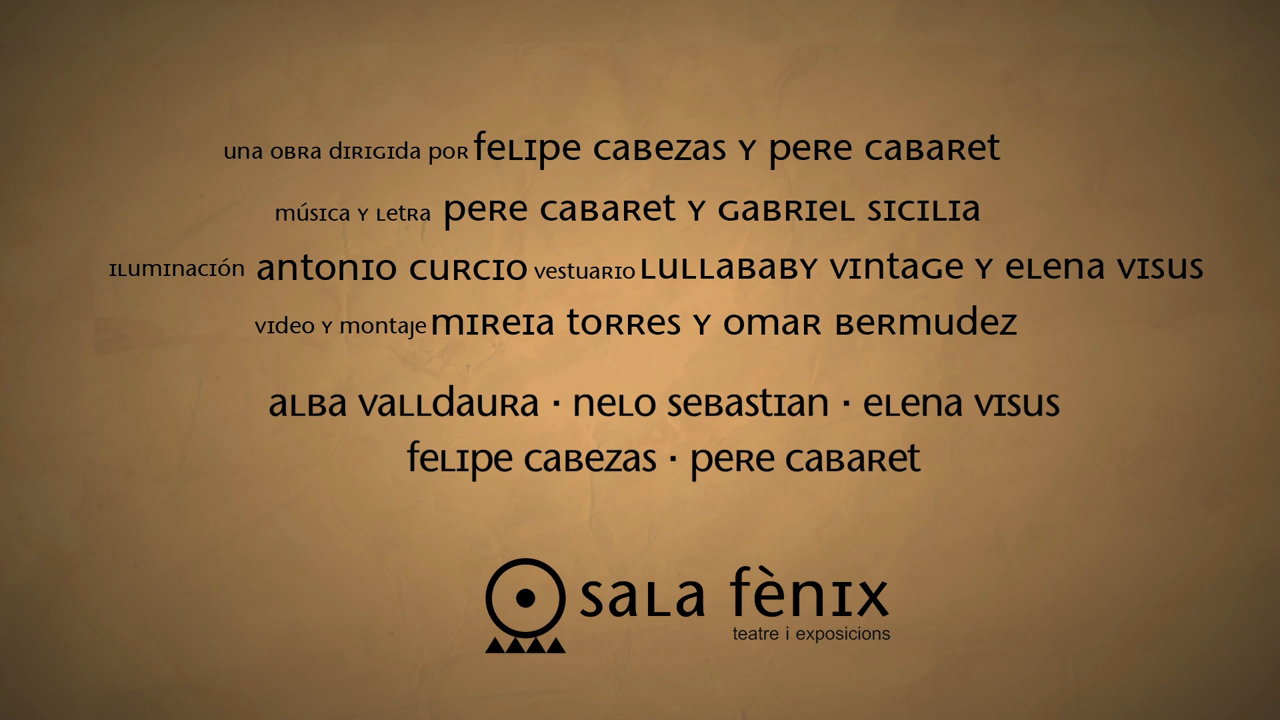 una obra dirigida por felipe cabezas y pere cabaret
música y letra pere cabaret y gabriel sicilia
iluminación antonio curcio vestuario lullababy vintage y elena visus
video y montaje mireia torres y omar bermudez
alba valldaura · nelo sebastian · elena visus
felipe cabezas · pere cabaret
sala fènix
teatre i exposicions